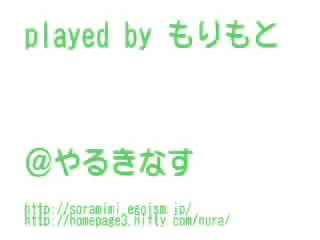 played by もりもと
@やるきなす
http://soramimi.egoism.jp/
http://homepage3.nifty.com/nura/